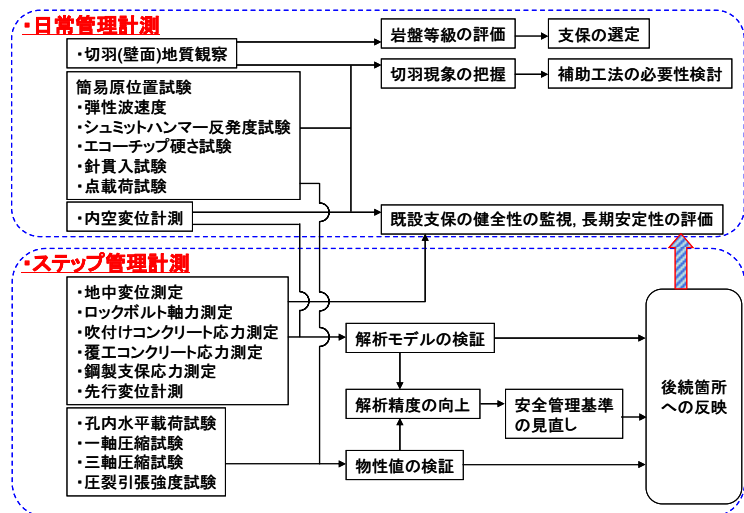 ・日常管理計測
・切羽(壁面)地質観察
岩盤等級の評価
支保の選定
切羽現象の把握
補助工法の必要性検討
簡易原位置試験
・弾性波速度
・シュミットハンマー反発度試験
・エコーチップ硬さ試験
・針貫入試験
・点載荷試験
・内空変位計測
既設支保の健全性の監視, 長期安定性の評価
・ステップ管理計測
・地中変位測定
・ロックボルト軸力測定
・吹付けコンクリート応力測定
・覆工コンクリート応力測定
・鋼製支保応力測定
・先行変位計測
解析モデルの検証
解析精度の向上
安全管理基準
の見直し
後続箇所
への反映
・孔内水平載荷試験
・一軸圧縮試験
・三軸圧縮試験
・圧裂引張強度試験
物性値の検証